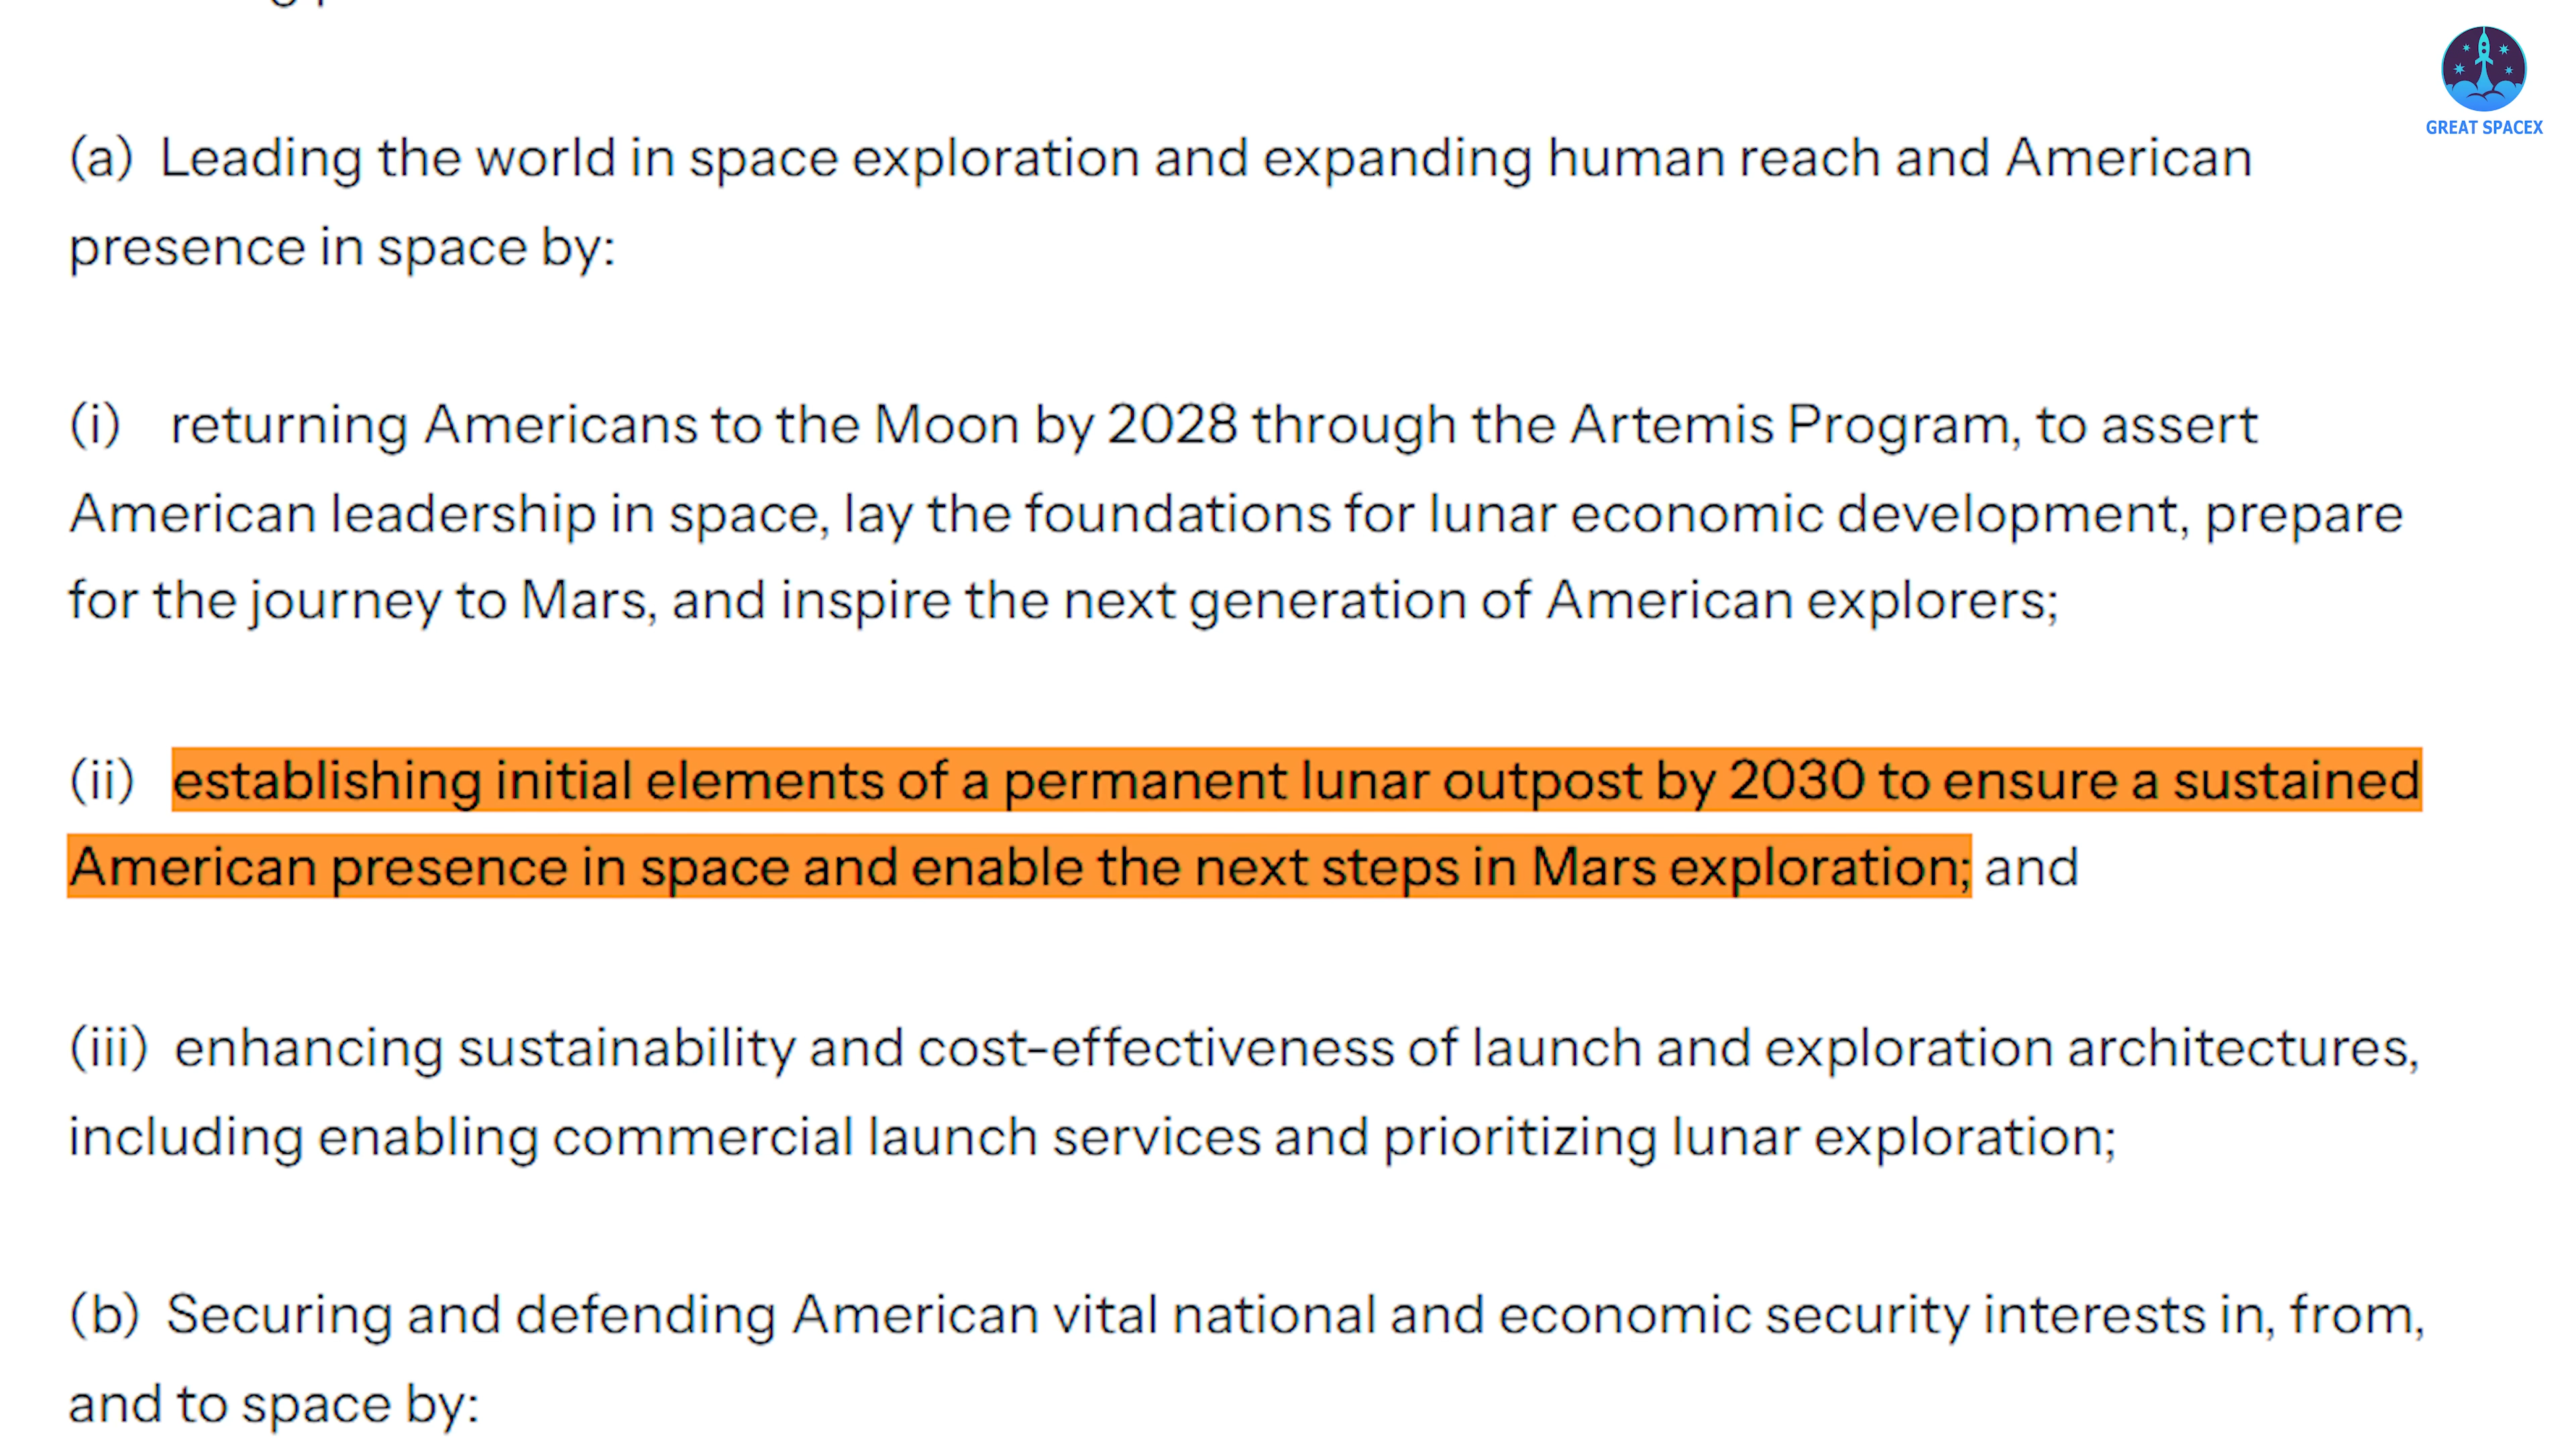 GREAT SPACEX
(a) Leading the world in space exploration and expanding human reach and American
presence in space by:
(i) returning Americans to the Moon by 2028 through the Artemis Program, to assert
American leadership in space, lay the foundations for lunar economic development, prepare
for the journey to Mars, and inspire the next generation of American explorers;
(ii) establishing initial elements of a permanent lunar outpost by 2030 to ensure a sustained
American presence in space and enable the next steps in Mars exploration; and
(iii) enhancing sustainability and cost-effectiveness of launch and exploration architectures,
including enabling commercial launch services and prioritizing lunar exploration;
(b) Securing and defending American vital national and economic security interests in, from,
and to space by: